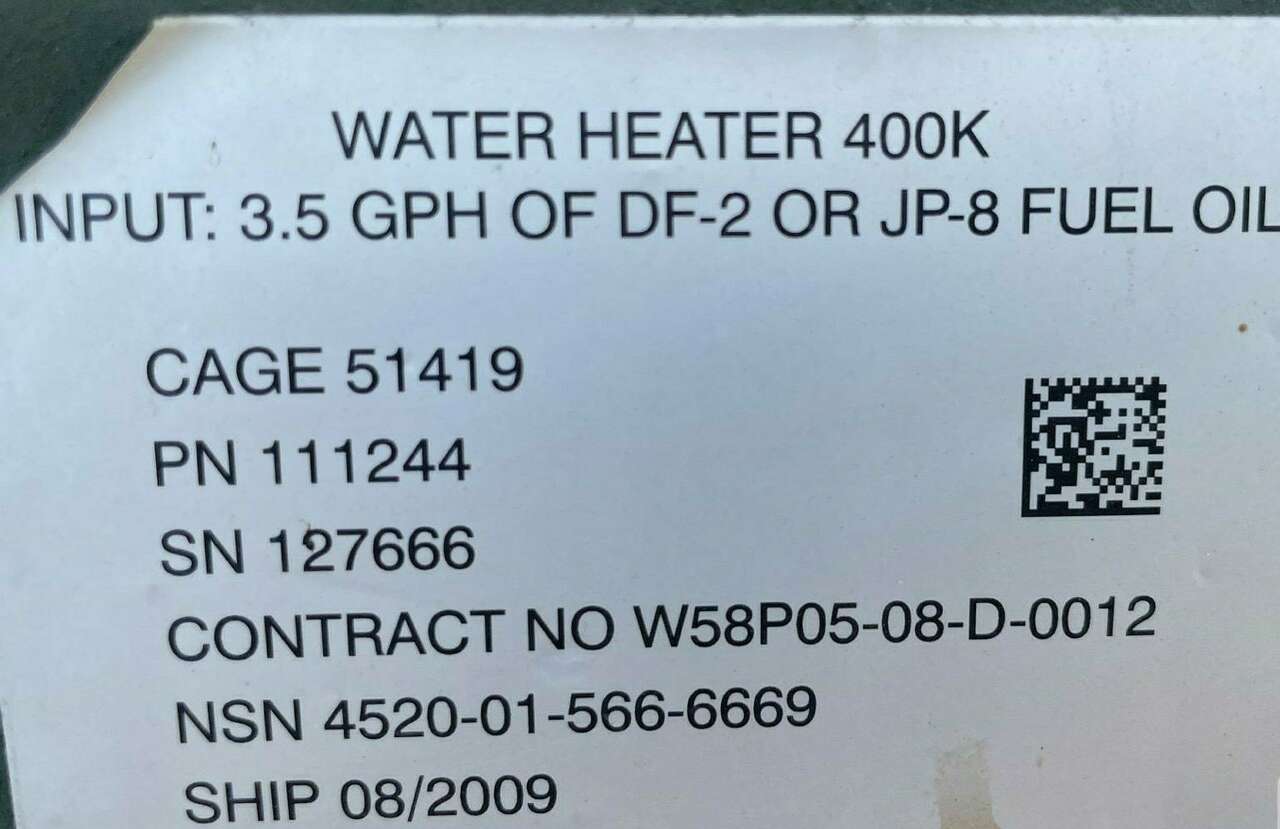 WATER HEATER 400K
INPUT: 3.5 GPH OF DF-2 OR JP-8 FUEL OIL
CAGE 51419
PN 111244
SN 127666
CONTRACT NO W58P05-08-D-0012
NSN 4520-01-566-6669
SHIP 08/2009